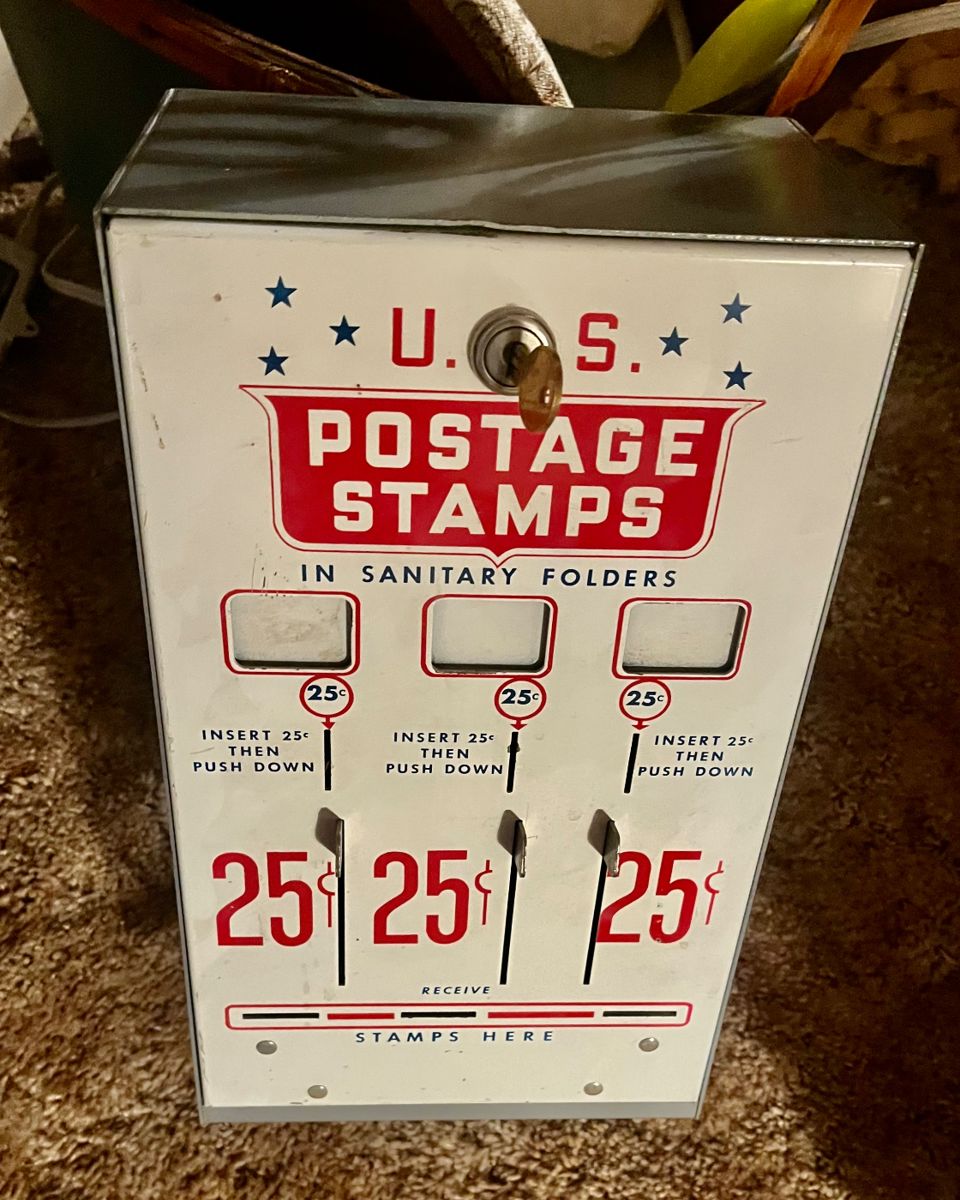 U. S.
POSTAGE
STAMPS
IN SANITARY FOLDERS
25¢ 25¢ 25¢
INSERT 25¢ INSERT 25¢ INSERT 25¢
THEN THEN THEN
PUSH DOWN PUSH DOWN PUSH DOWN
25¢ 25¢ 25¢
RECEIVE
STAMPS HERE